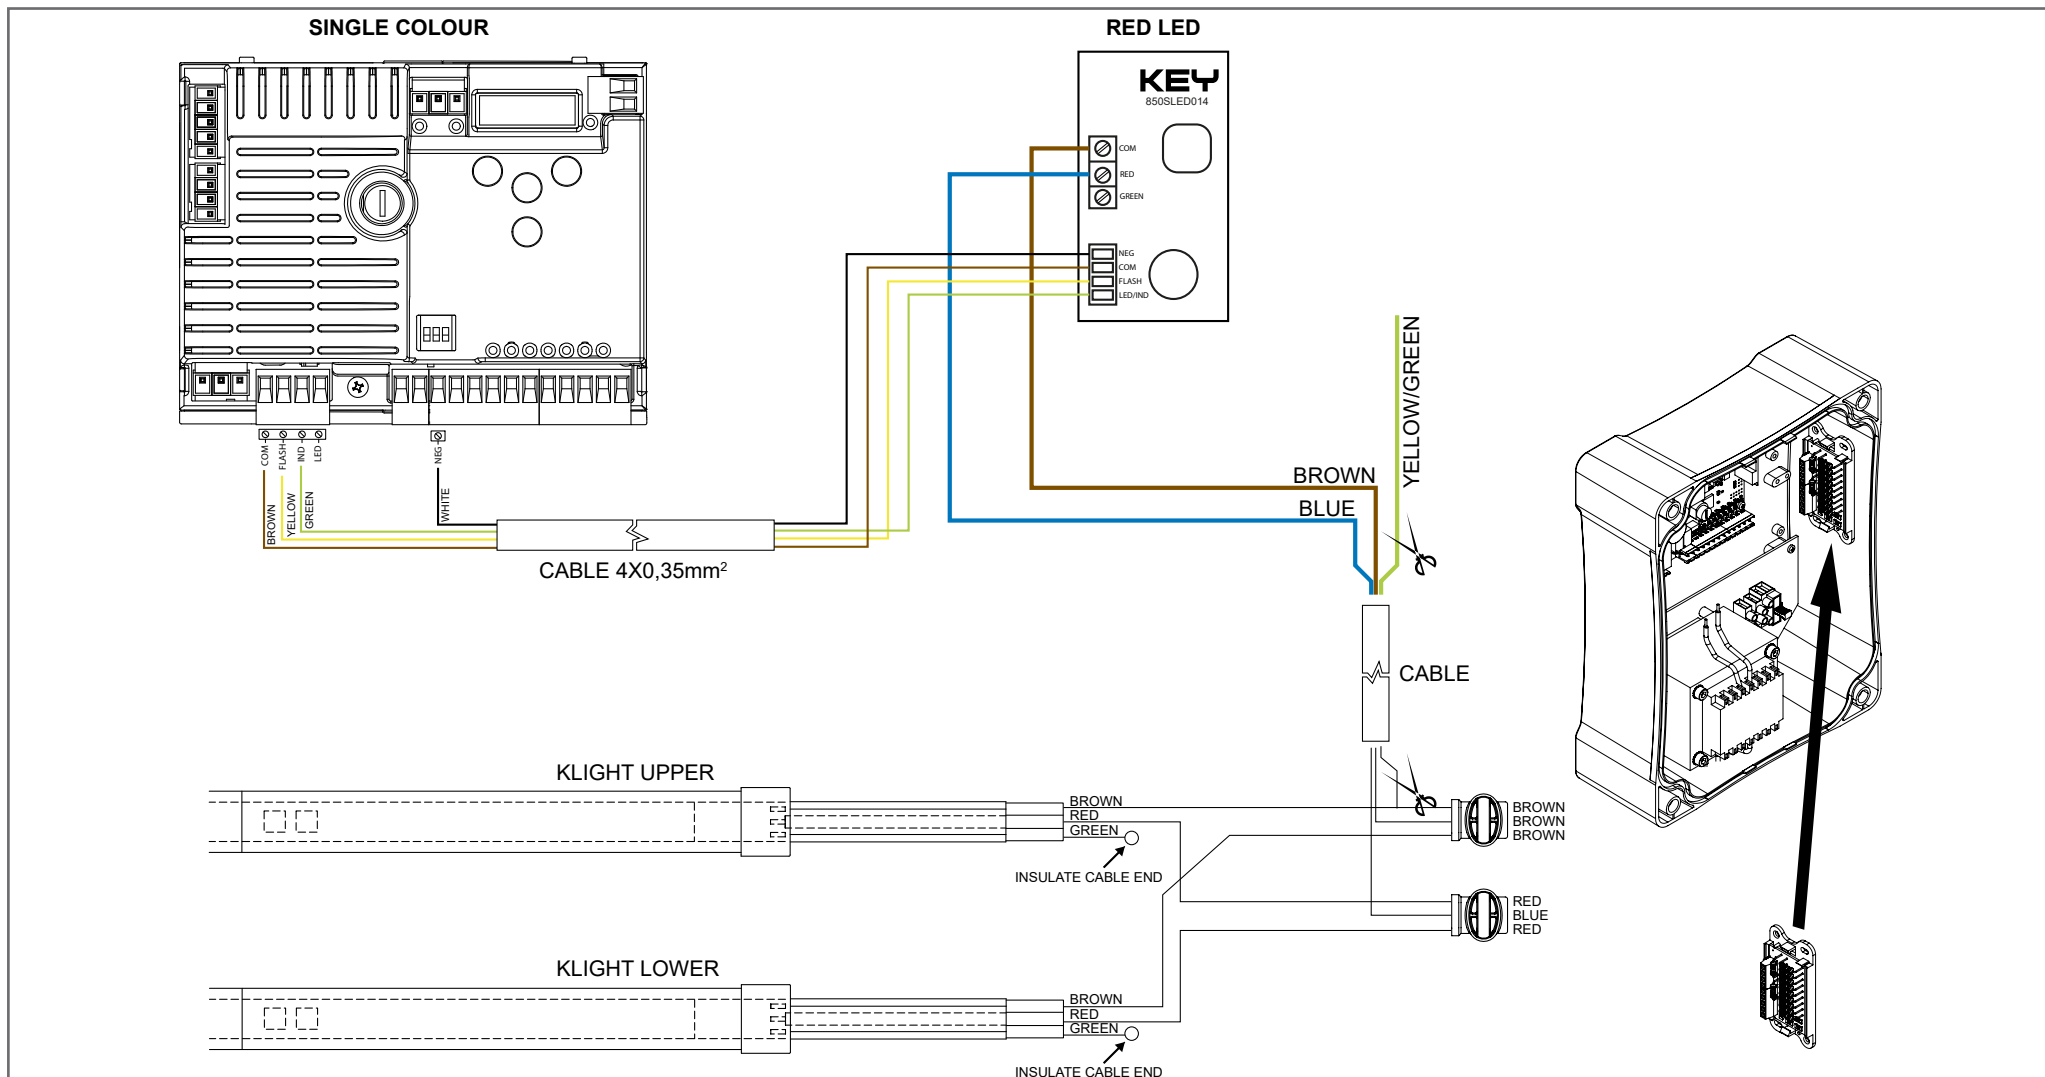 SINGLE COLOUR
RED LED
KEY
850SLED014
COM
RED
GREEN
NEG
COM
FLASH
LED/IND
COM
FLASH
IND
LED
NEG
BROWN
YELLOW
GREEN
WHITE
CABLE 4X0,35mm²
BROWN
BLUE
YELLOW/GREEN
CABLE
KLIGHT UPPER
BROWN
RED
GREEN
INSULATE CABLE END
BROWN
BROWN
BROWN
RED
BLUE
RED
KLIGHT LOWER
BROWN
RED
GREEN
INSULATE CABLE END